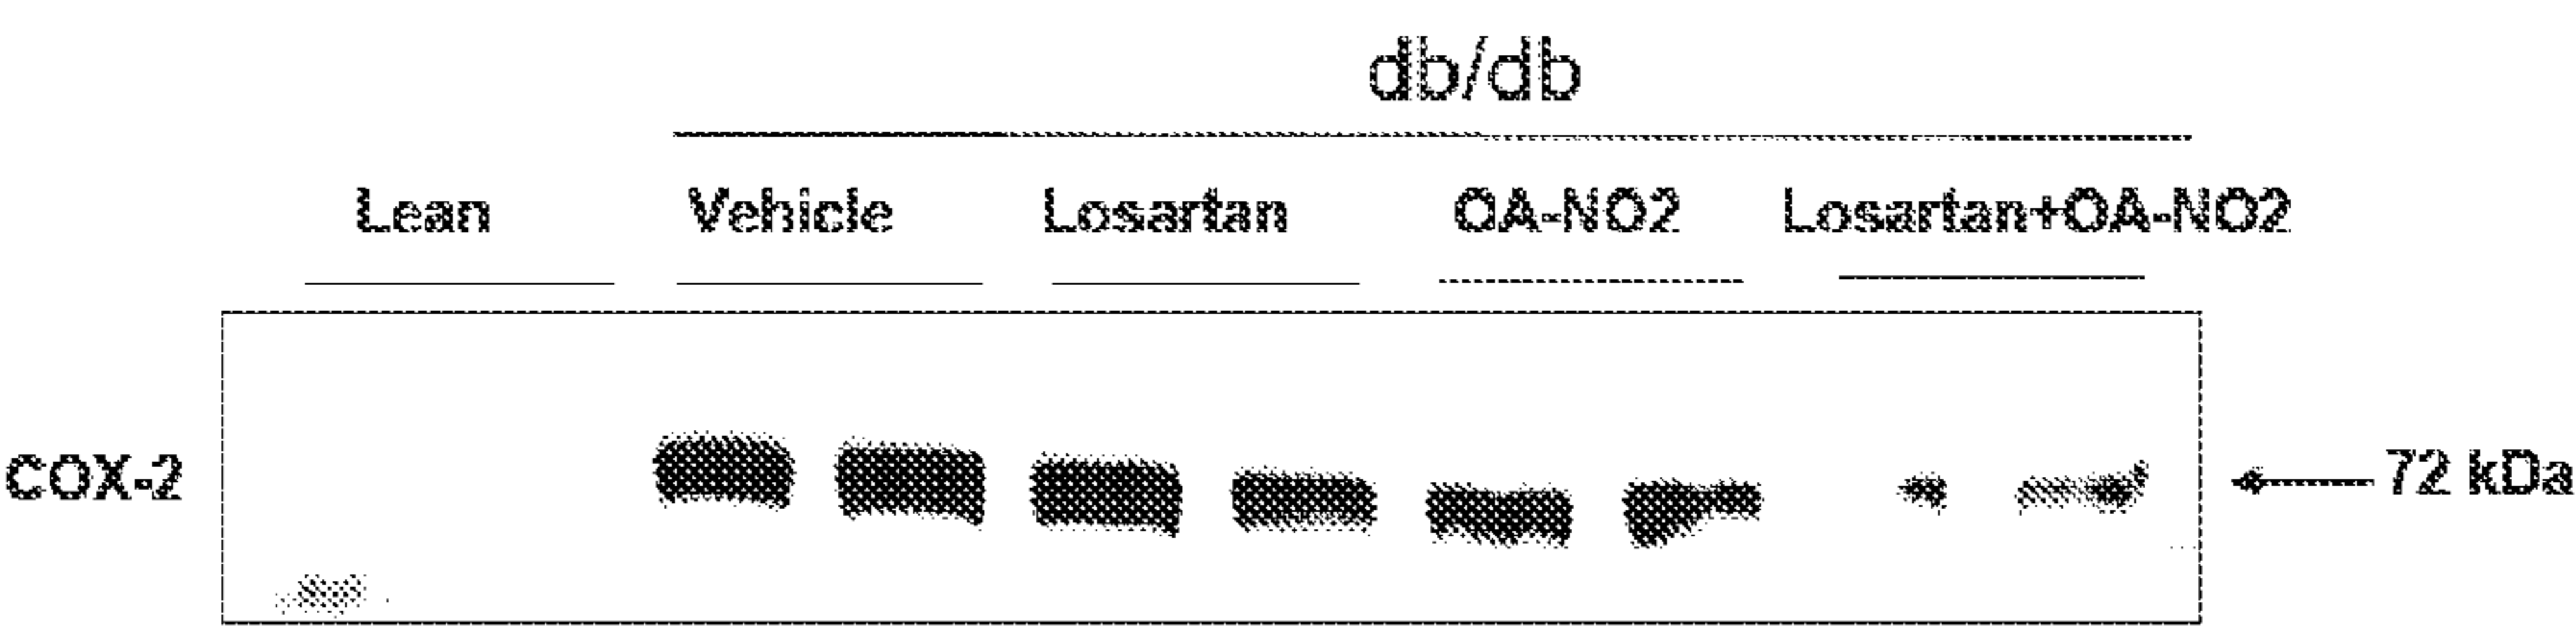 db/db
Lean Vehicle Losartan OA-NO2 Losartan+OA-NO2
COX-2 72 kDa